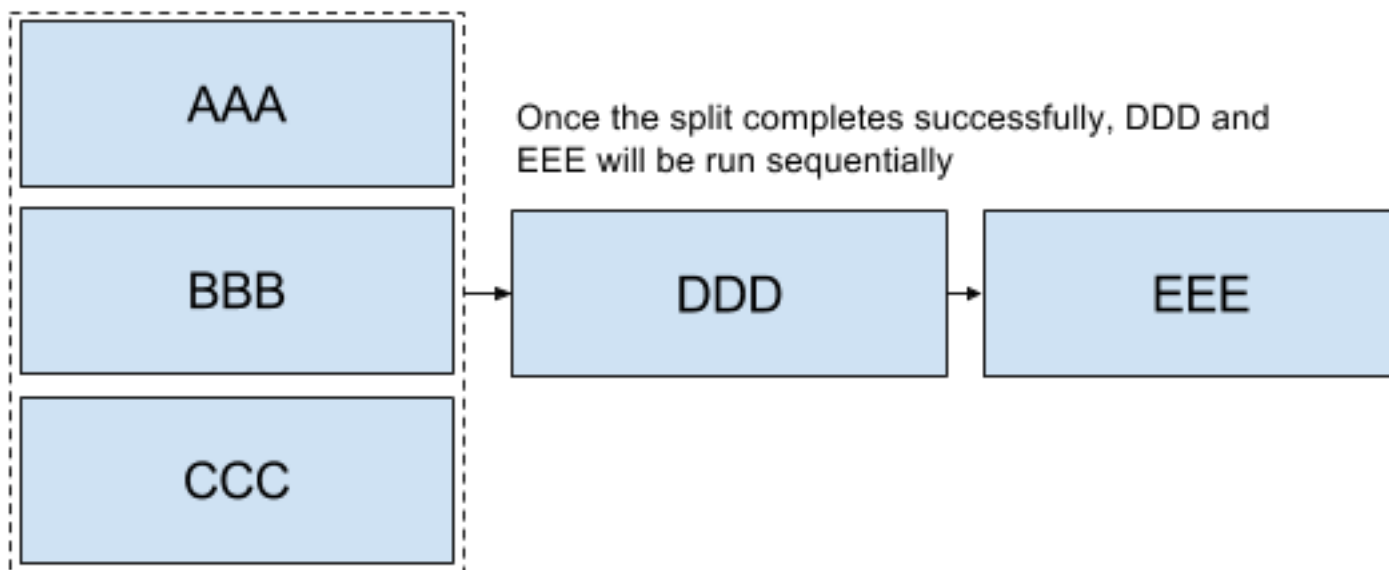 AAA
Once the split completes successfully, DDD and
EEE will be run sequentially
BBB
DDD
EEE
CCC